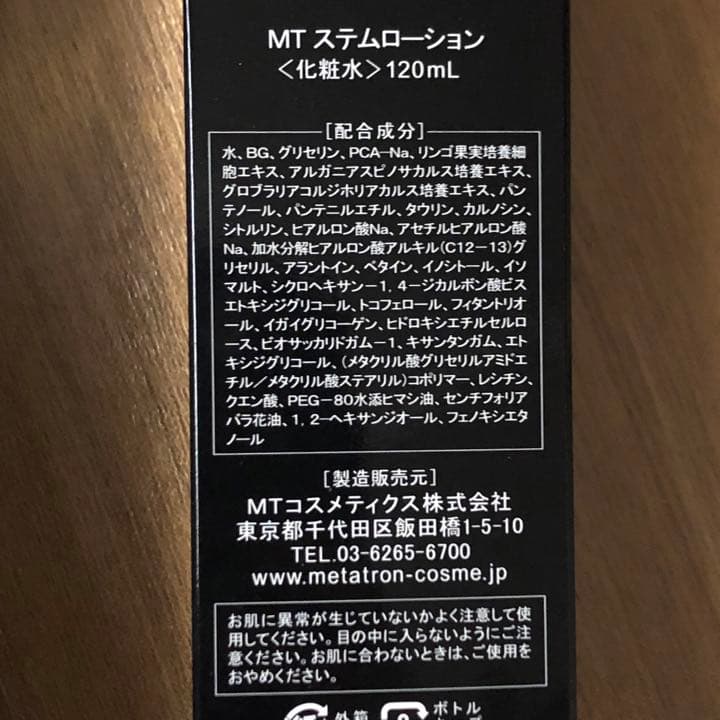 MT ステムローション
＜化粧水＞120mL
［配合成分］
水、BG、グリセリン、PCA-Na、リンゴ果実培養細
胞エキス、アルガニアスピノサカルス培養エキス、
グロブラリアコルジホリアカルス培養エキス、パン
テノール、パンテニルエチル、タウリン、カルノシン、
シトルリン、ヒアルロン酸Na、アセチルヒアルロン酸
Na、加水分解ヒアルロン酸アルキル(C12-13)グ
リセリル、アラントイン、ベタイン、イノシトール、イソ
マルト、シクロヘキサン-1，4-ジカルボン酸ビス
エトキシジグリコール、トコフェロール、フィタントリオ
ール、イガイグリコーゲン、ヒドロキシエチルセルロ
ース、ビオサッカリドガム-1、キサンタンガム、エト
キシジグリコール、（メタクリル酸グリセリルアミドエ
チル／メタクリル酸ステアリル）コポリマー、レシチン、
クエン酸、PEG-80水添ヒマシ油、センチフォリア
バラ花油、1，2-ヘキサンジオール、フェノキシエタ
ノール
［製造販売元］
MTコスメティクス株式会社
東京都千代田区飯田橋1-5-10
TEL.03-6265-6700
www.metatron-cosme.jp
お肌に異常が生じていないかよく注意して使
用してください。目の中に入らないようにご注
意ください。お肌に合わないときは、ご使用を
おやめください。
外箱
ボトル